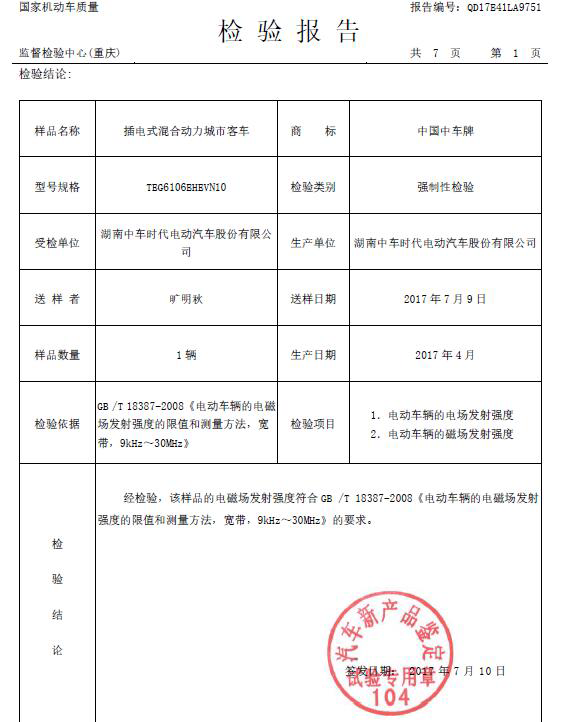 国家机动车质量
报告编号：QD17E41LA9751
检验报告
监督检验中心(重庆)
共 7 页 第 1 页
检验结论:
样品名称 插电式混合动力城市客车 商 标 中国中车牌
型号规格 TEG6106EHEVN10 检验类别 强制性检验
受检单位 湖南中车时代电动汽车股份有限公
司
生产单位 湖南中车时代电动汽车股份有限公司
送 样 者 旷明秋 送样日期 2017 年 7 月 9 日
样品数量 1 辆 生产日期 2017 年 4 月
检验依据
GB /T 18387-2008《电动车辆的电磁
场发射强度的限值和测量方法，宽
带，9kHz～30MHz》
检验项目
1. 电动车辆的电场发射强度
2. 电动车辆的磁场发射强度
检
验
结
论
经检验，该样品的电磁场发射强度符合 GB /T 18387-2008《电动车辆的电磁场发射
强度的限值和测量方法，宽带，9kHz～30MHz》的要求。
汽车新产品鉴定
签发日期: 2017 年 7 月 10 日
试验专用章
104